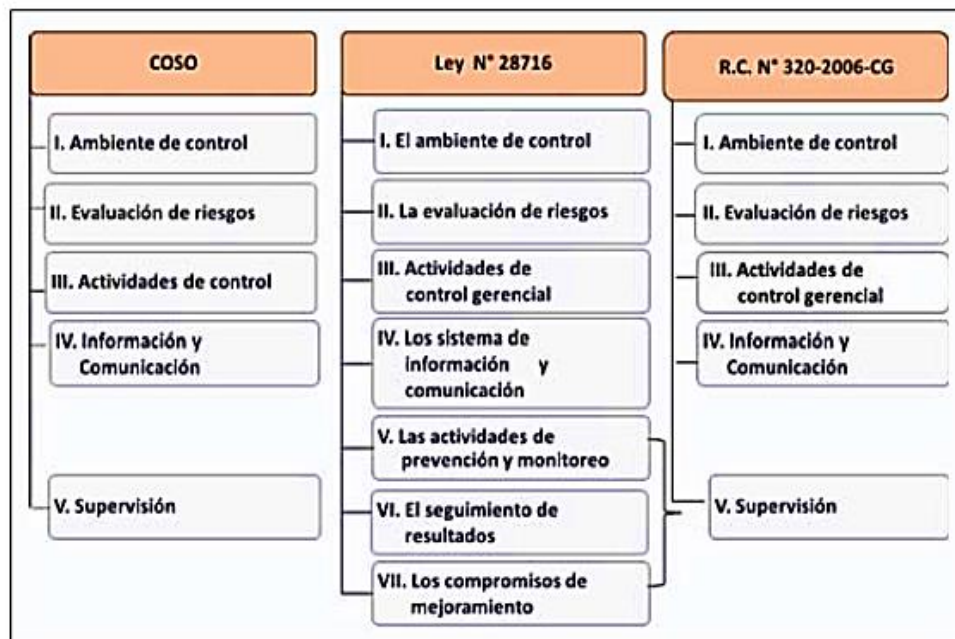 COSO
I. Ambiente de control
II. Evaluación de riesgos
III. Actividades de control
IV. Información y
Comunicación
V. Supervisión
Ley N° 28716
I. El ambiente de control
II. La evaluación de riesgos
III. Actividades de
control gerencial
IV. Los sistema de
información y
comunicación
V. Las actividades de
prevención y monitoreo
VI. El seguimiento de
resultados
VII. Los compromisos de
mejoramiento
R.C. N° 320-2006-CG
I. Ambiente de control
II. Evaluación de riesgos
III. Actividades de
control gerencial
IV. Información y
Comunicación
V. Supervisión